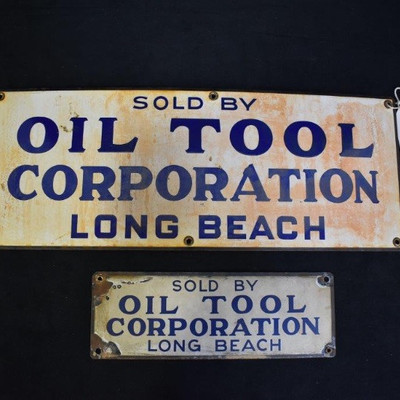 SOLD BY
OIL TOOL
CORPORATION
LONG BEACH
SOLD BY
OIL TOOL
CORPORATION
LONG BEACH